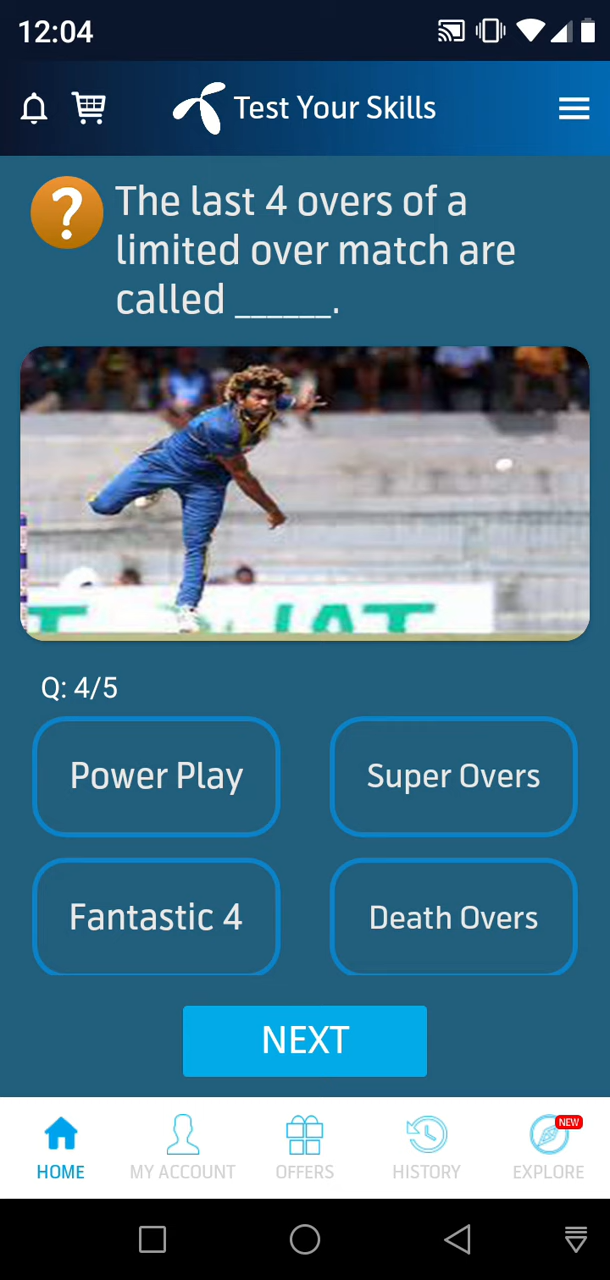 12:04
Test Your Skills
?
The last 4 overs of a
limited over match are
called ______.
T JAT
Q: 4/5
Power Play
Super Overs
Fantastic 4
Death Overs
NEXT
NEW
HOME
MY ACCOUNT
OFFERS
HISTORY
EXPLORE